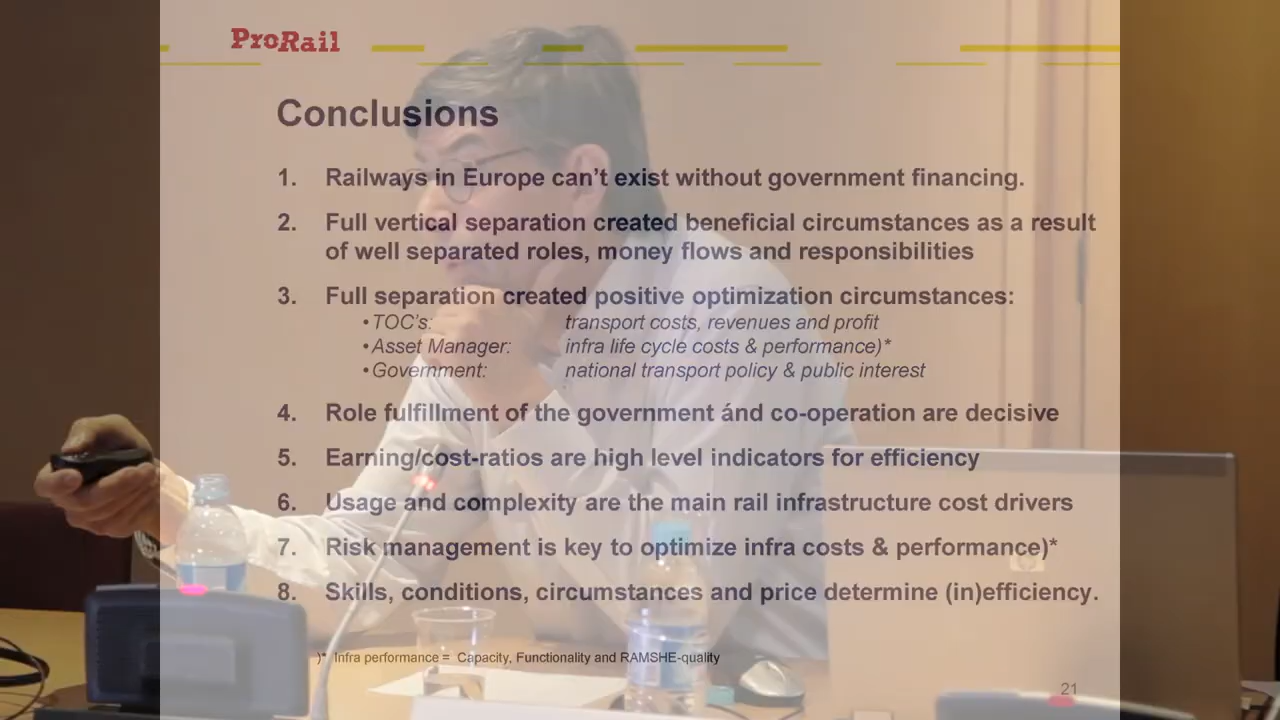 ProRail
Conclusions
1. Railways in Europe can't exist without government financing.
2. Full vertical separation created beneficial circumstances as a result
of well separated roles, money flows and responsibilities
3. Full separation created positive optimization circumstances:
• TOC's: transport costs, revenues and profit
• Asset Manager: infra life cycle costs & performance)*
• Government: national transport policy & public interest
4. Role fulfillment of the government ánd co-operation are decisive
5. Earning/cost-ratios are high level indicators for efficiency
6. Usage and complexity are the main rail infrastructure cost drivers
7. Risk management is key to optimize infra costs & performance)*
8. Skills, conditions, circumstances and price determine (in)efficiency.
)* Infra performance = Capacity, Functionality and RAMSHE-quality
21